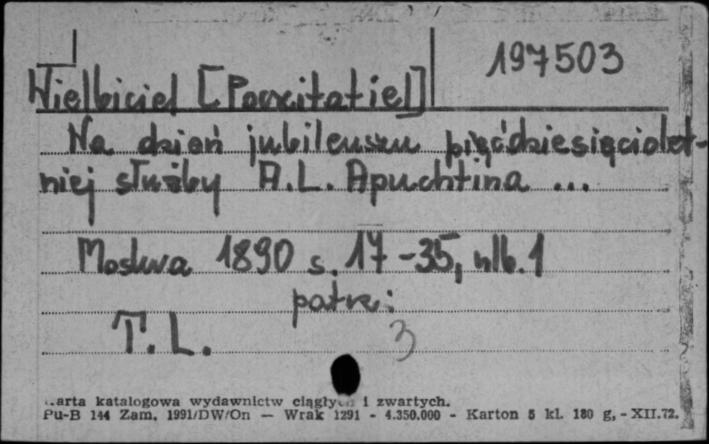 197503
Wielbiciel [Pocxitatiel]
Na dzień jubileuszu pięćdziesięciolet-
niej służby A.L. Apuchtina ...
Moskwa 1890 s. 17-35, nlb. 1
patrz:
T. L. 3
Karta katalogowa wydawnictw ciągłych i zwartych.
Pu-B 144 Zam. 1991/DW/On — Wrak 1291 - 4.350.000 - Karton 5 kl. 180 g, - XII.72.